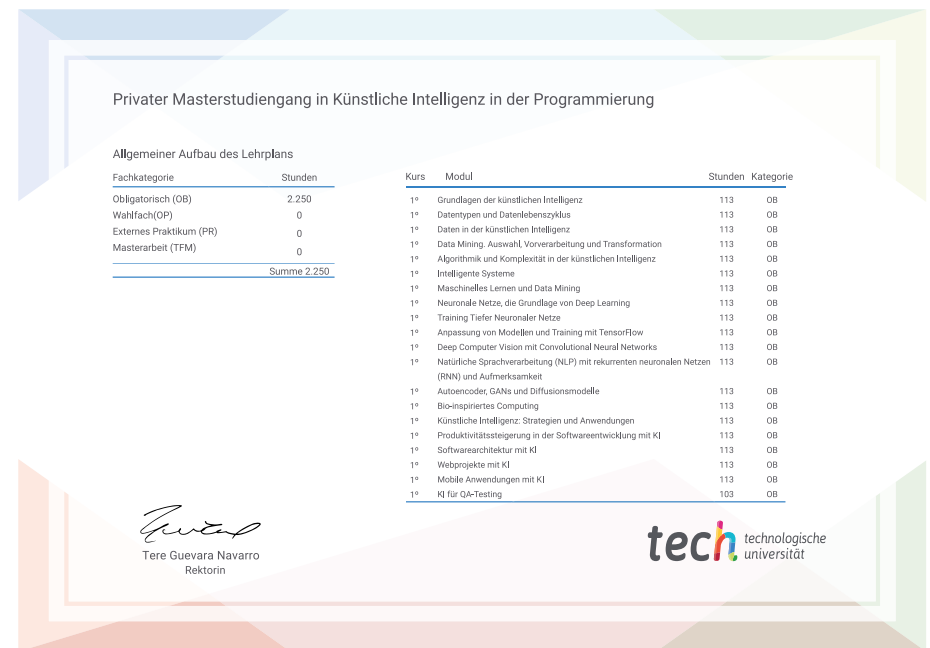 Privater Masterstudiengang in Künstliche Intelligenz in der Programmierung
Allgemeiner Aufbau des Lehrplans
Fachkategorie Stunden
Obligatorisch (OB) 2.250
Wahlfach(OP) 0
Externes Praktikum (PR) 0
Masterarbeit (TFM) 0
Summe 2.250
Kurs Modul Stunden Kategorie
1º Grundlagen der künstlichen Intelligenz 113 OB
1º Datentypen und Datenlebenszyklus 113 OB
1º Daten in der künstlichen Intelligenz 113 OB
1º Data Mining. Auswahl, Vorverarbeitung und Transformation 113 OB
1º Algorithmik und Komplexität in der künstlichen Intelligenz 113 OB
1º Intelligente Systeme 113 OB
1º Maschinelles Lernen und Data Mining 113 OB
1º Neuronale Netze, die Grundlage von Deep Learning 113 OB
1º Training Tiefer Neuronaler Netze 113 OB
1º Anpassung von Modellen und Training mit TensorFlow 113 OB
1º Deep Computer Vision mit Convolutional Neural Networks 113 OB
1º Natürliche Sprachverarbeitung (NLP) mit rekurrenten neuronalen Netzen 113 OB
(RNN) und Aufmerksamkeit
1º Autoencoder, GANs und Diffusionsmodelle 113 OB
1º Bio-inspiriertes Computing 113 OB
1º Künstliche Intelligenz: Strategien und Anwendungen 113 OB
1º Produktivitätssteigerung in der Softwareentwicklung mit KI 113 OB
1º Softwarearchitektur mit KI 113 OB
1º Webprojekte mit KI 113 OB
1º Mobile Anwendungen mit KI 113 OB
1º KI für QA-Testing 103 OB
Tere Guevara Navarro
Rektorin
tech technologische
universität